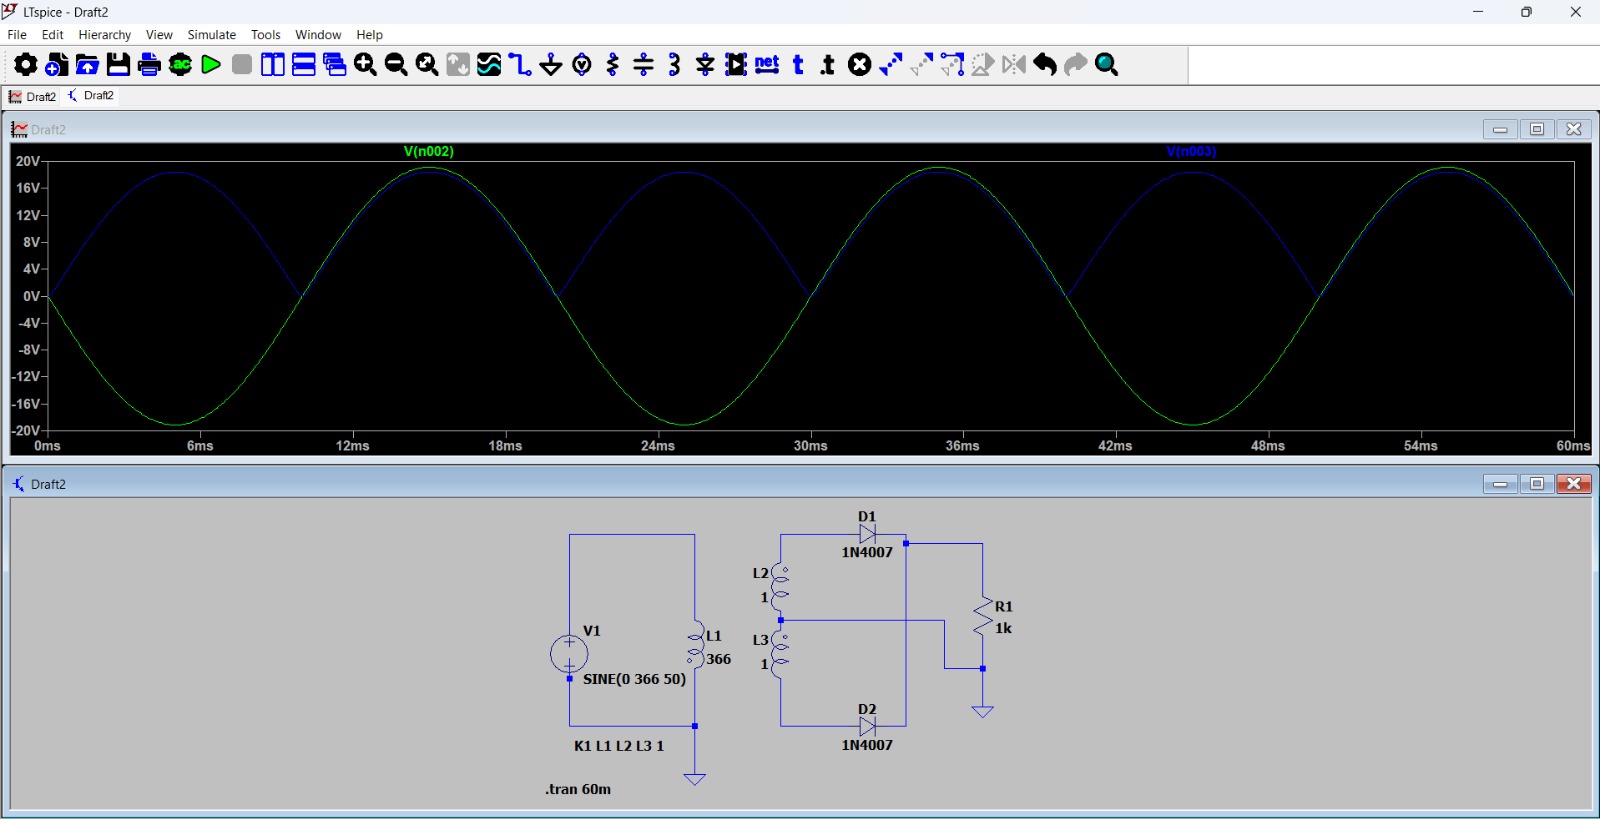 LTspice - Draft2
File Edit Hierarchy View Simulate Tools Window Help
.ac net t .t
Draft2 Draft2
Draft2
V(n002) V(n003)
20V
16V
12V
8V
4V
0V
-4V
-8V
-12V
-16V
-20V
0ms 6ms 12ms 18ms 24ms 30ms 36ms 42ms 48ms 54ms 60ms
Draft2
D1
1N4007
L2
1
R1
1k
V1
L1
366
L3
1
SINE(0 366 50)
D2
1N4007
K1 L1 L2 L3 1
.tran 60m